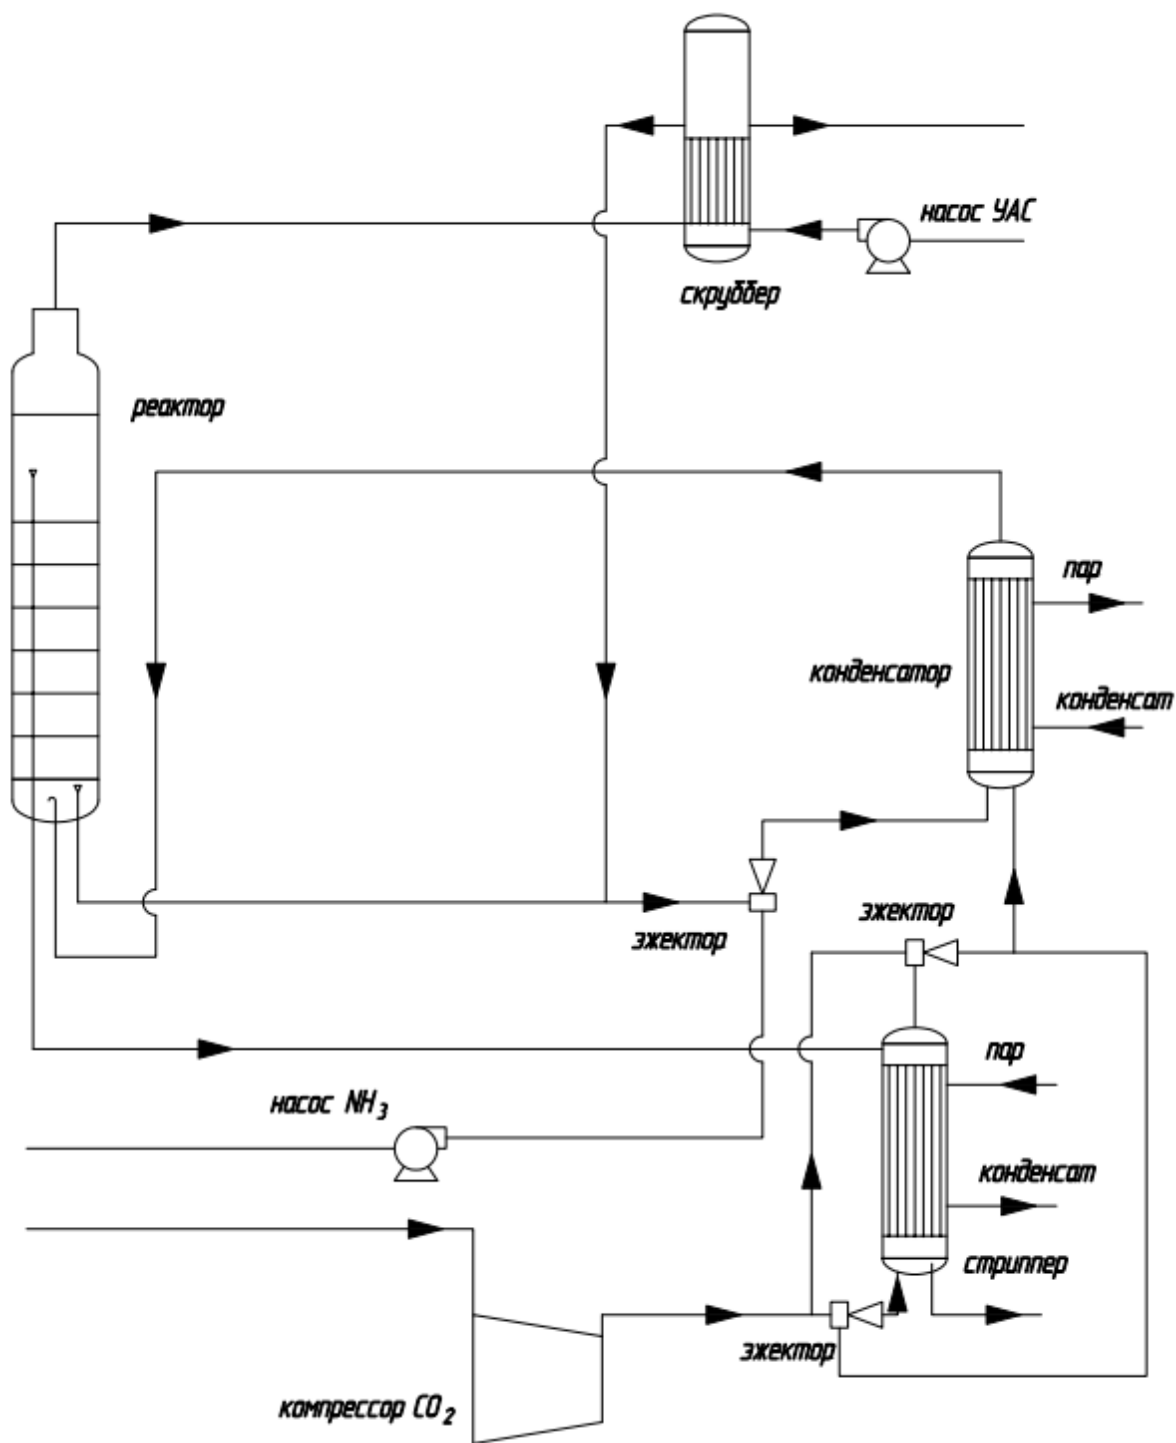 насос УАС
скруббер
реактор
пар
конденсатор
конденсат
эжектор
эжектор
пар
насос NH3
конденсат
стриппер
эжектор
компрессор CO2